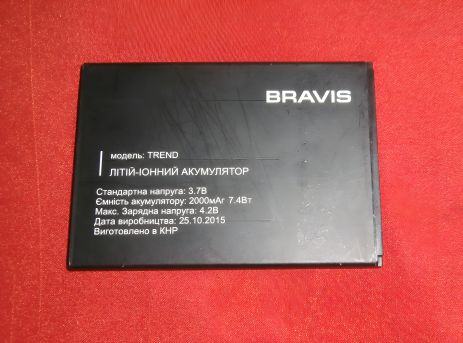 BRAVIS
модель: TREND
ЛІТІЙ-ІОННИЙ АКУМУЛЯТОР
Стандартна напруга: 3.7В
Ємність акумулятору: 2000мАг 7.4Вт
Макс. Зарядна напруга: 4.2В
Дата виробництва: 25.10.2015
Виготовлено в КНР